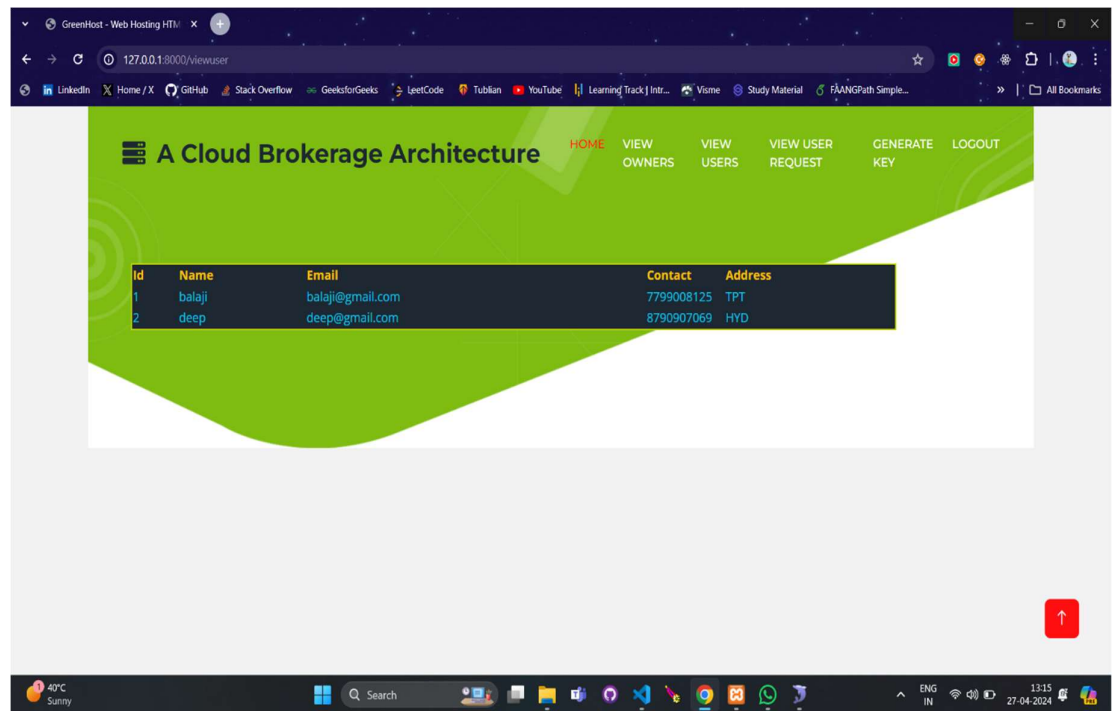 GreenHost - Web Hosting HTM
127.0.0.1:8000/viewuser
LinkedIn Home / X GitHub Stack Overflow GeeksforGeeks LeetCode Tublian YouTube Learning Track | Intr... Visme Study Material FAANGPath Simple... » All Bookmarks
A Cloud Brokerage Architecture
HOME VIEW OWNERS VIEW USERS VIEW USER REQUEST GENERATE KEY LOGOUT
Id Name Email Contact Address
1 balaji balaji@gmail.com 7799008125 TPT
2 deep deep@gmail.com 8790907069 HYD
1 40°C
Sunny
Search
ENG
IN
13:15
27-04-2024